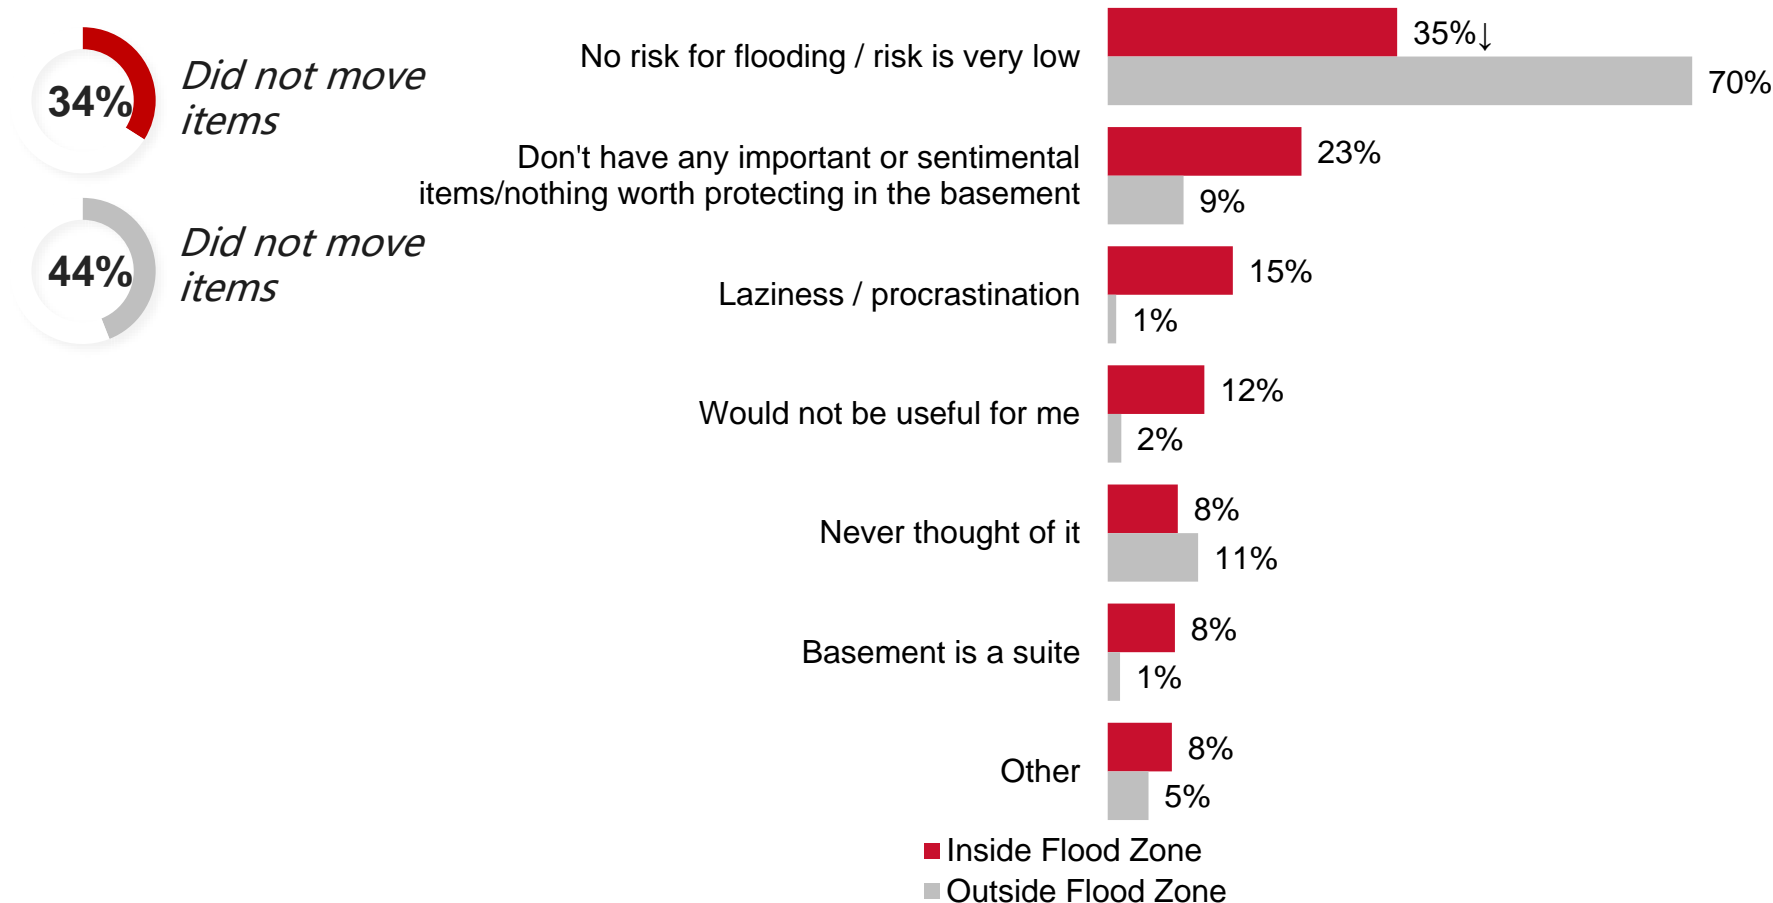 34%
Did not move
items
44%
Did not move
items
No risk for flooding / risk is very low
35%↓
70%
Don't have any important or sentimental
items/nothing worth protecting in the basement
23%
9%
Laziness / procrastination
15%
1%
Would not be useful for me
12%
2%
Never thought of it
8%
11%
Basement is a suite
8%
1%
Other
8%
5%
Inside Flood Zone
Outside Flood Zone